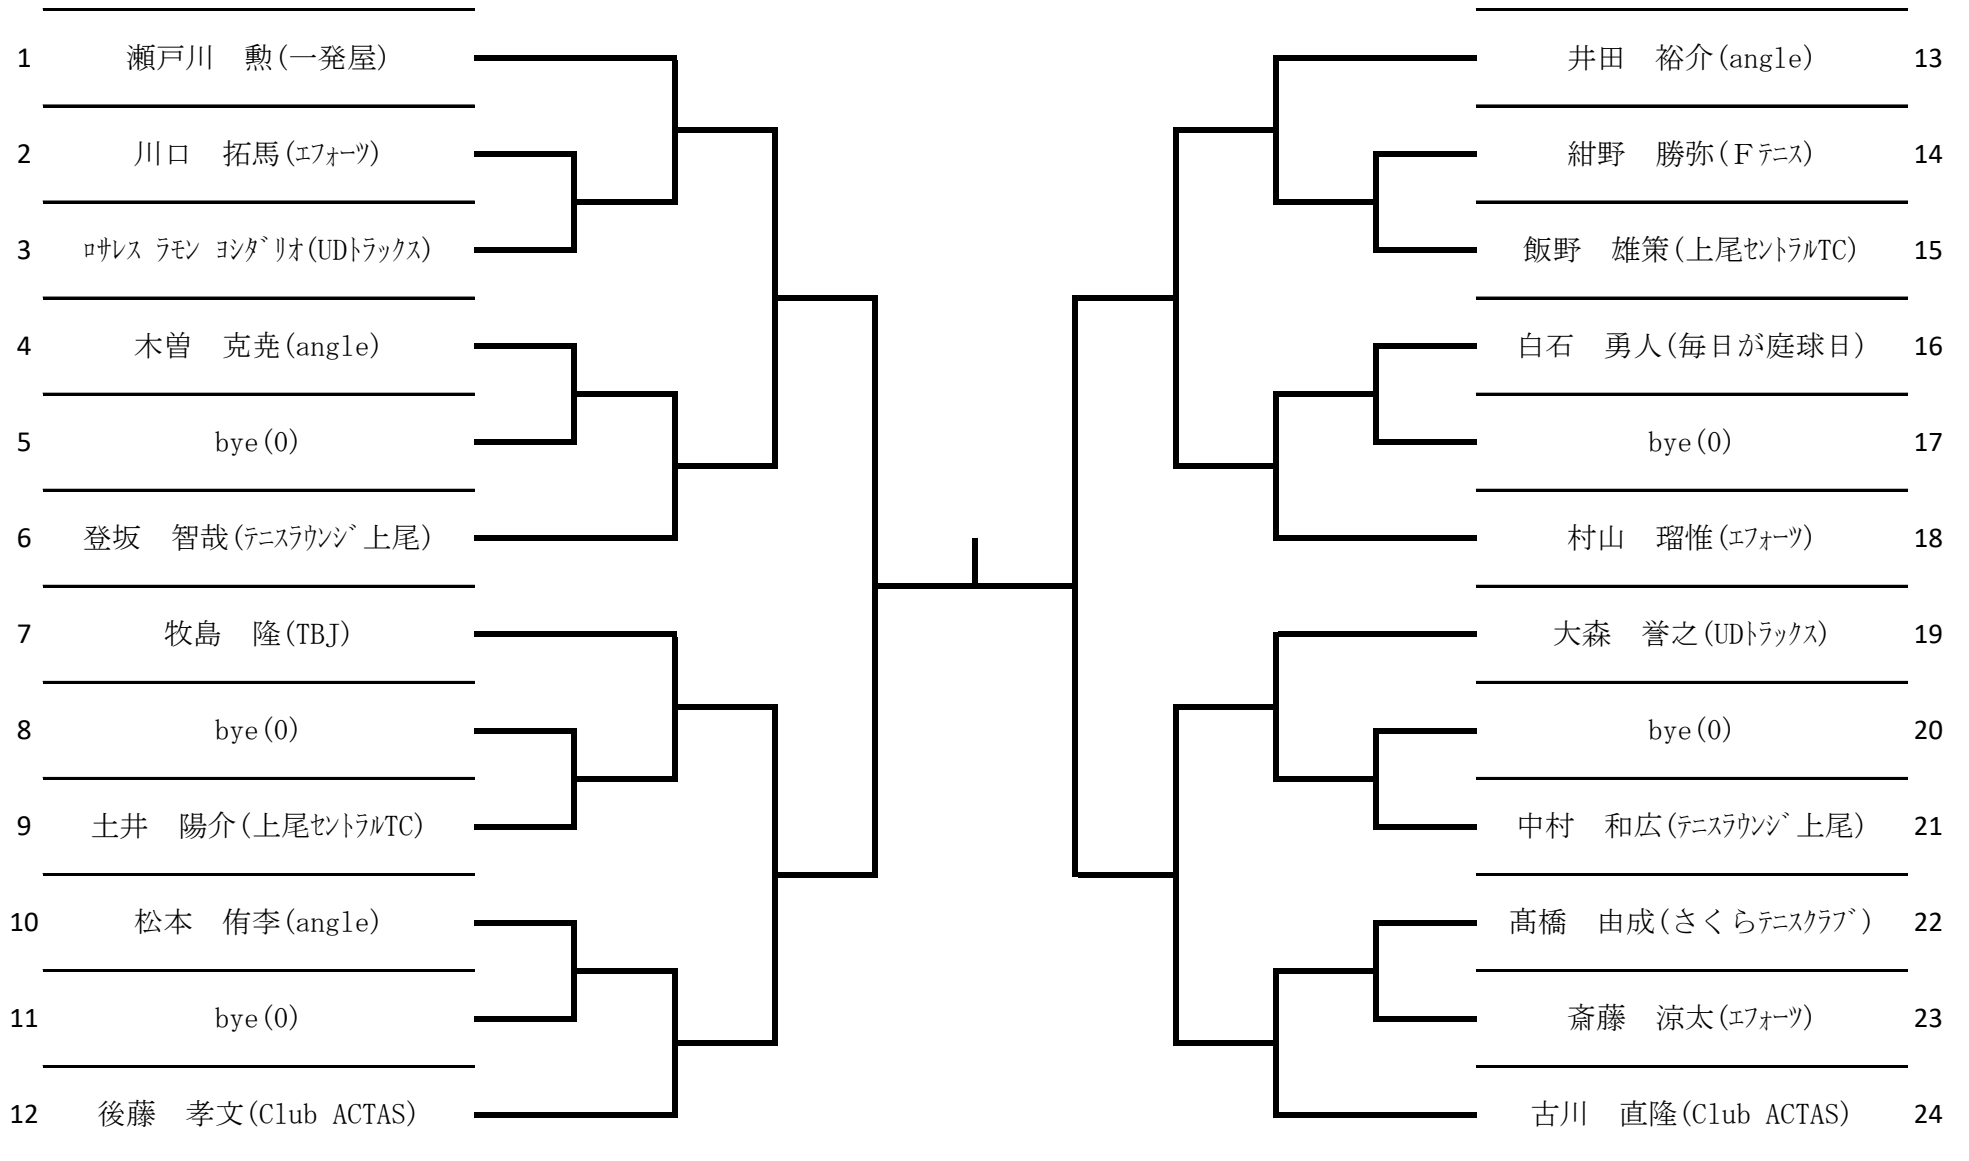 1 瀬戸川　勲(一発屋)
2 川口　拓馬(ｴﾌｫｰﾂ)
3 ﾛｻﾚｽ ﾗﾓﾝ ﾖｼﾀﾞﾘｵ(UDﾄﾗｯｸｽ)
4 木曽　克尭(angle)
5 bye(0)
6 登坂　智哉(ﾃﾆｽﾗｳﾝｼﾞ上尾)
7 牧島　隆(TBJ)
8 bye(0)
9 土井　陽介(上尾ｾﾝﾄﾗﾙTC)
10 松本　侑李(angle)
11 bye(0)
12 後藤　孝文(Club ACTAS)
井田　裕介(angle) 13
紺野　勝弥(Ｆﾃﾆｽ) 14
飯野　雄策(上尾ｾﾝﾄﾗﾙTC) 15
白石　勇人(毎日が庭球日) 16
bye(0) 17
村山　瑠惟(ｴﾌｫｰﾂ) 18
大森　誉之(UDﾄﾗｯｸｽ) 19
bye(0) 20
中村　和広(ﾃﾆｽﾗｳﾝｼﾞ上尾) 21
髙橋　由成(さくらﾃﾆｽｸﾗﾌﾞ) 22
斎藤　涼太(ｴﾌｫｰﾂ) 23
古川　直隆(Club ACTAS) 24